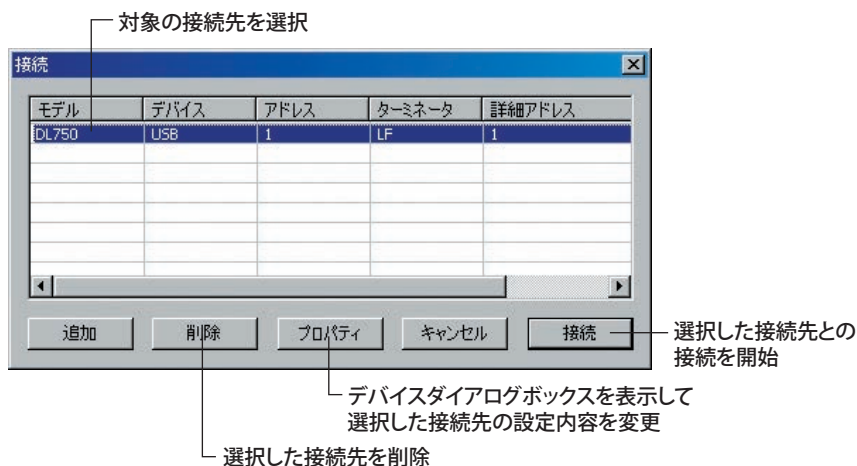 対象の接続先を選択
接続
モデル デバイス アドレス ターミネータ 詳細アドレス
DL750 USB 1 LF 1
追加 削除 プロパティ キャンセル 接続
選択した接続先との
接続を開始
デバイスダイアログボックスを表示して
選択した接続先の設定内容を変更
選択した接続先を削除